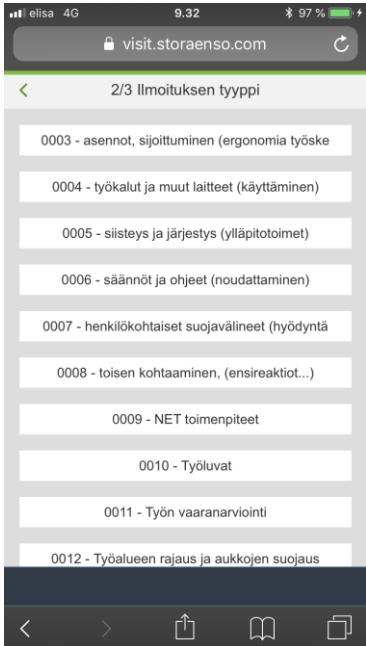 elisa 4G 9.32 97 %
visit.storaenso.com
2/3 Ilmoituksen tyyppi
0003 - asennot, sijoittuminen (ergonomia työske
0004 - työkalut ja muut laitteet (käyttäminen)
0005 - siisteys ja järjestys (ylläpitotoimet)
0006 - säännöt ja ohjeet (noudattaminen)
0007 - henkilökohtaiset suojavälineet (hyödyntä
0008 - toisen kohtaaminen, (ensireaktiot...)
0009 - NET toimenpiteet
0010 - Työluvat
0011 - Työn vaaranarviointi
0012 - Työalueen rajaus ja aukkojen suojaus